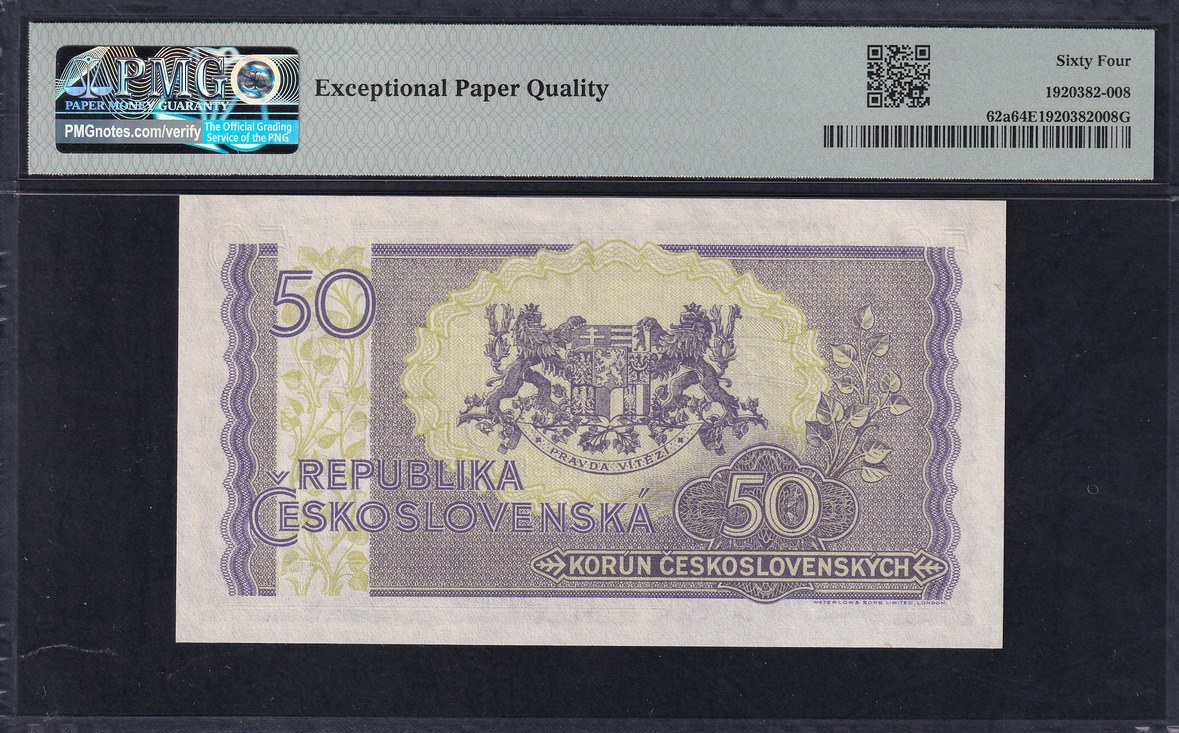 PMG
PAPER MONEY GUARANTY
PMGnotes.com/verify
The Official Grading
Service of the PNG
Exceptional Paper Quality
Sixty Four
1920382-008
62a64E1920382008G
50
PRAVDA VÍTĚZÍ
REPUBLIKA
ČESKOSLOVENSKÁ
50
KORÚN ČESKOSLOVENSKÝCH
WATERLOW & SONS LIMITED, LONDON.